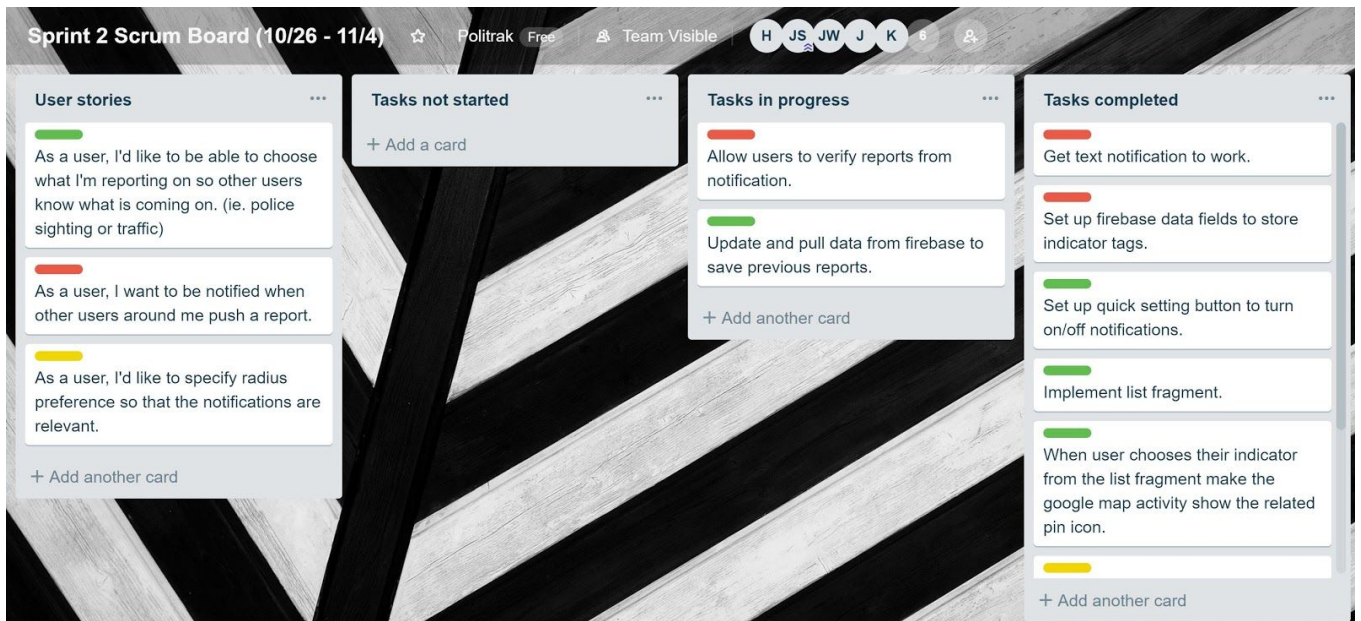 Sprint 2 Scrum Board (10/26 - 11/4) Politrak Free Team Visible H JS JW J K 6
User stories
As a user, I'd like to be able to choose
what I'm reporting on so other users
know what is coming on. (ie. police
sighting or traffic)
As a user, I want to be notified when
other users around me push a report.
As a user, I'd like to specify radius
preference so that the notifications are
relevant.
+ Add another card
Tasks not started
+ Add a card
Tasks in progress
Allow users to verify reports from
notification.
Update and pull data from firebase to
save previous reports.
+ Add another card
Tasks completed
Get text notification to work.
Set up firebase data fields to store
indicator tags.
Set up quick setting button to turn
on/off notifications.
Implement list fragment.
When user chooses their indicator
from the list fragment make the
google map activity show the related
pin icon.
+ Add another card